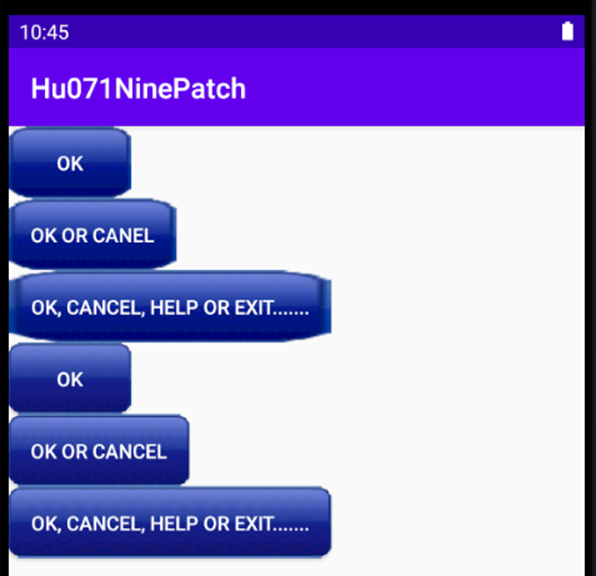 10:45
Hu071NinePatch
OK
OK OR CANEL
OK, CANCEL, HELP OR EXIT.......
OK
OK OR CANCEL
OK, CANCEL, HELP OR EXIT.......